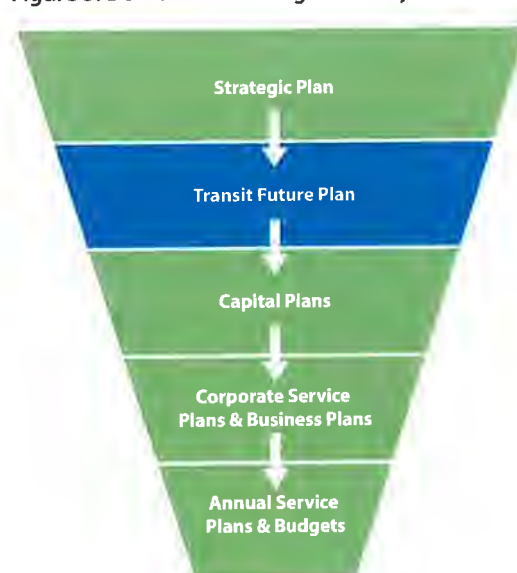 Strategic Plan
Transit Future Plan
Capital Plans
Corporate Service
Plans & Business Plans
Annual Service
Plans & Budgets